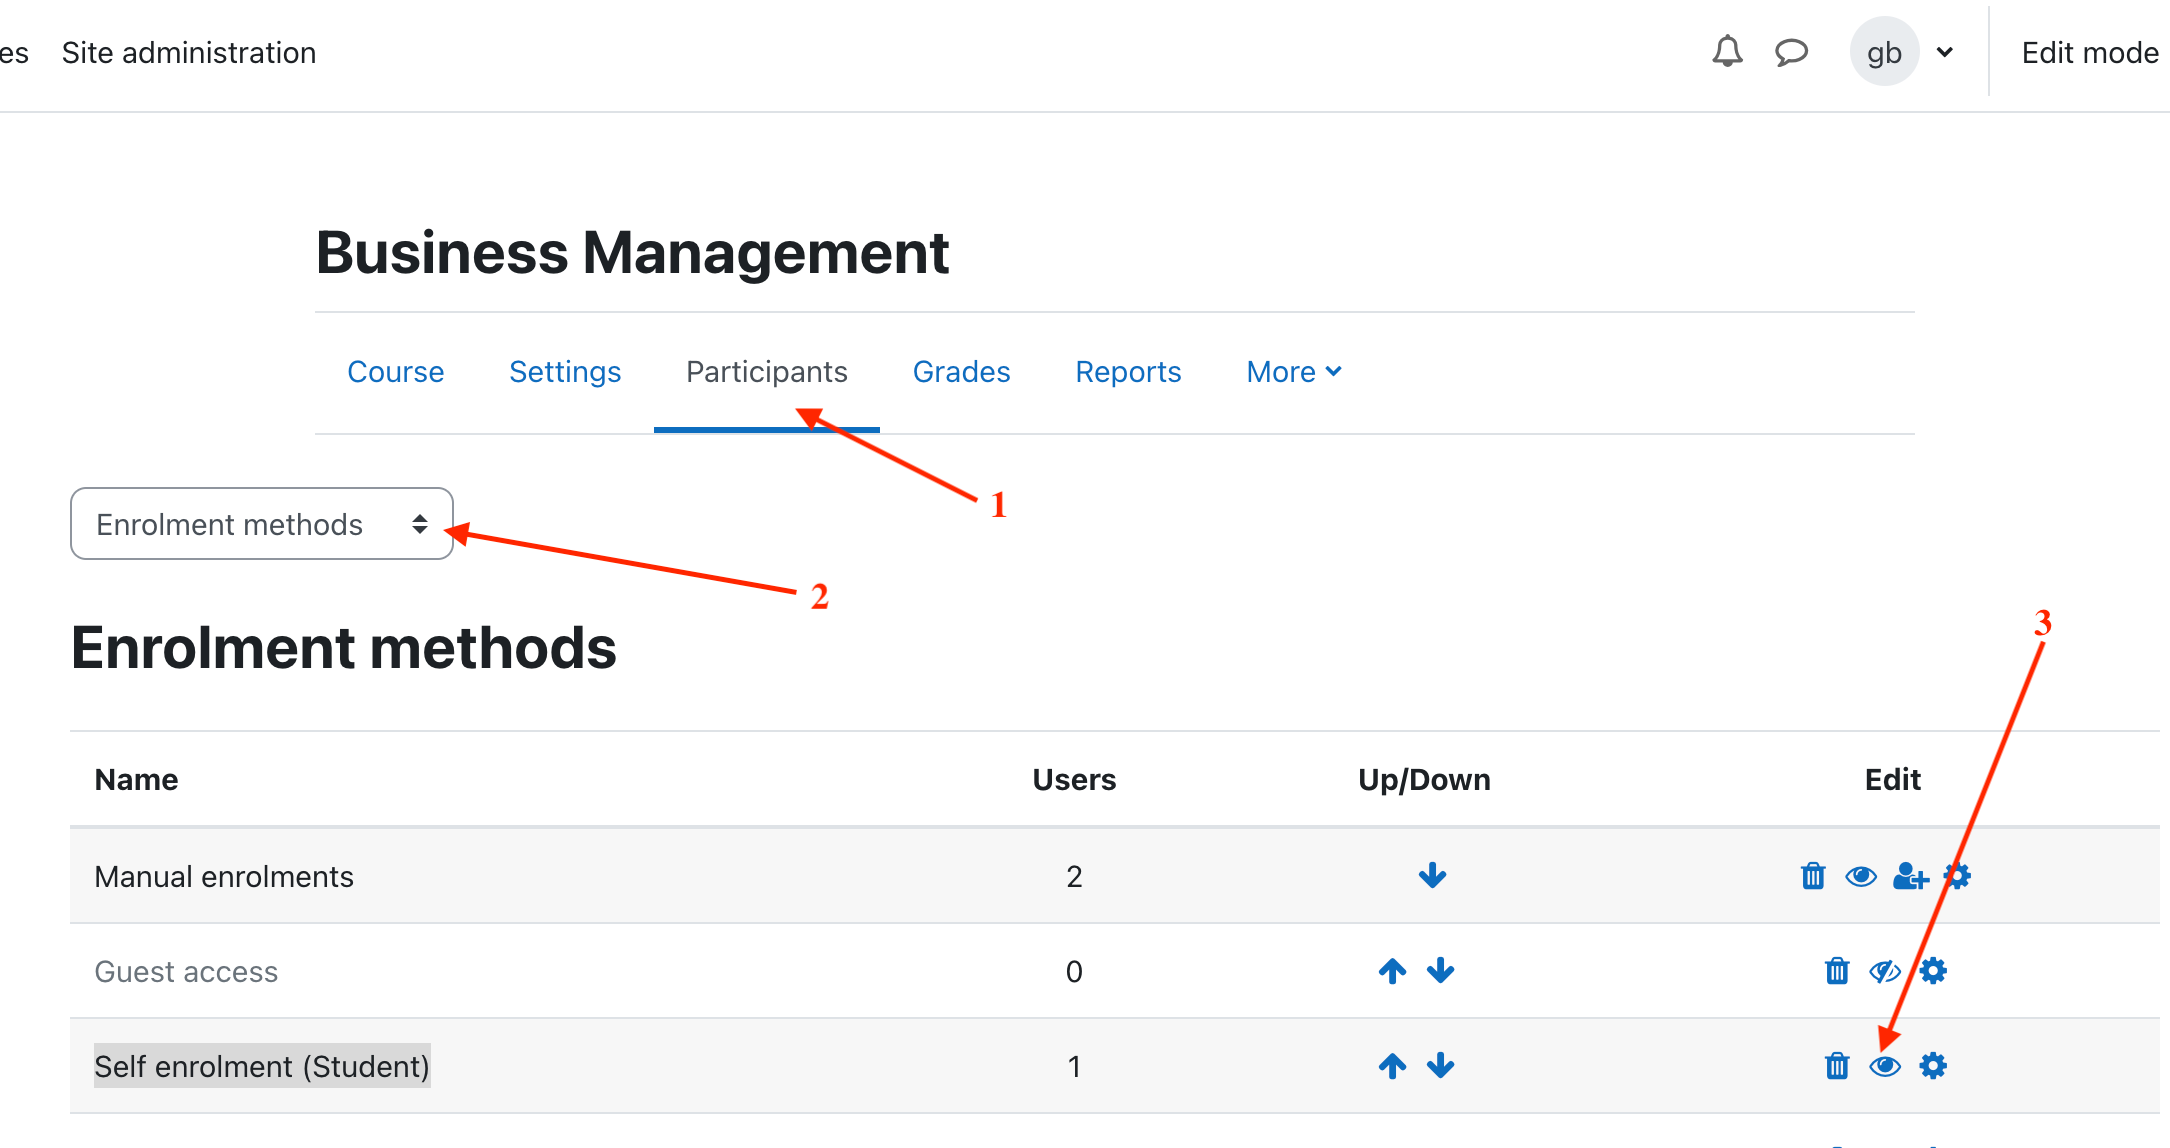 es Site administration gb Edit mode
Business Management
Course Settings Participants Grades Reports More
1
Enrolment methods
2
3
Enrolment methods
Name Users Up/Down Edit
Manual enrolments 2
Guest access 0
Self enrolment (Student) 1